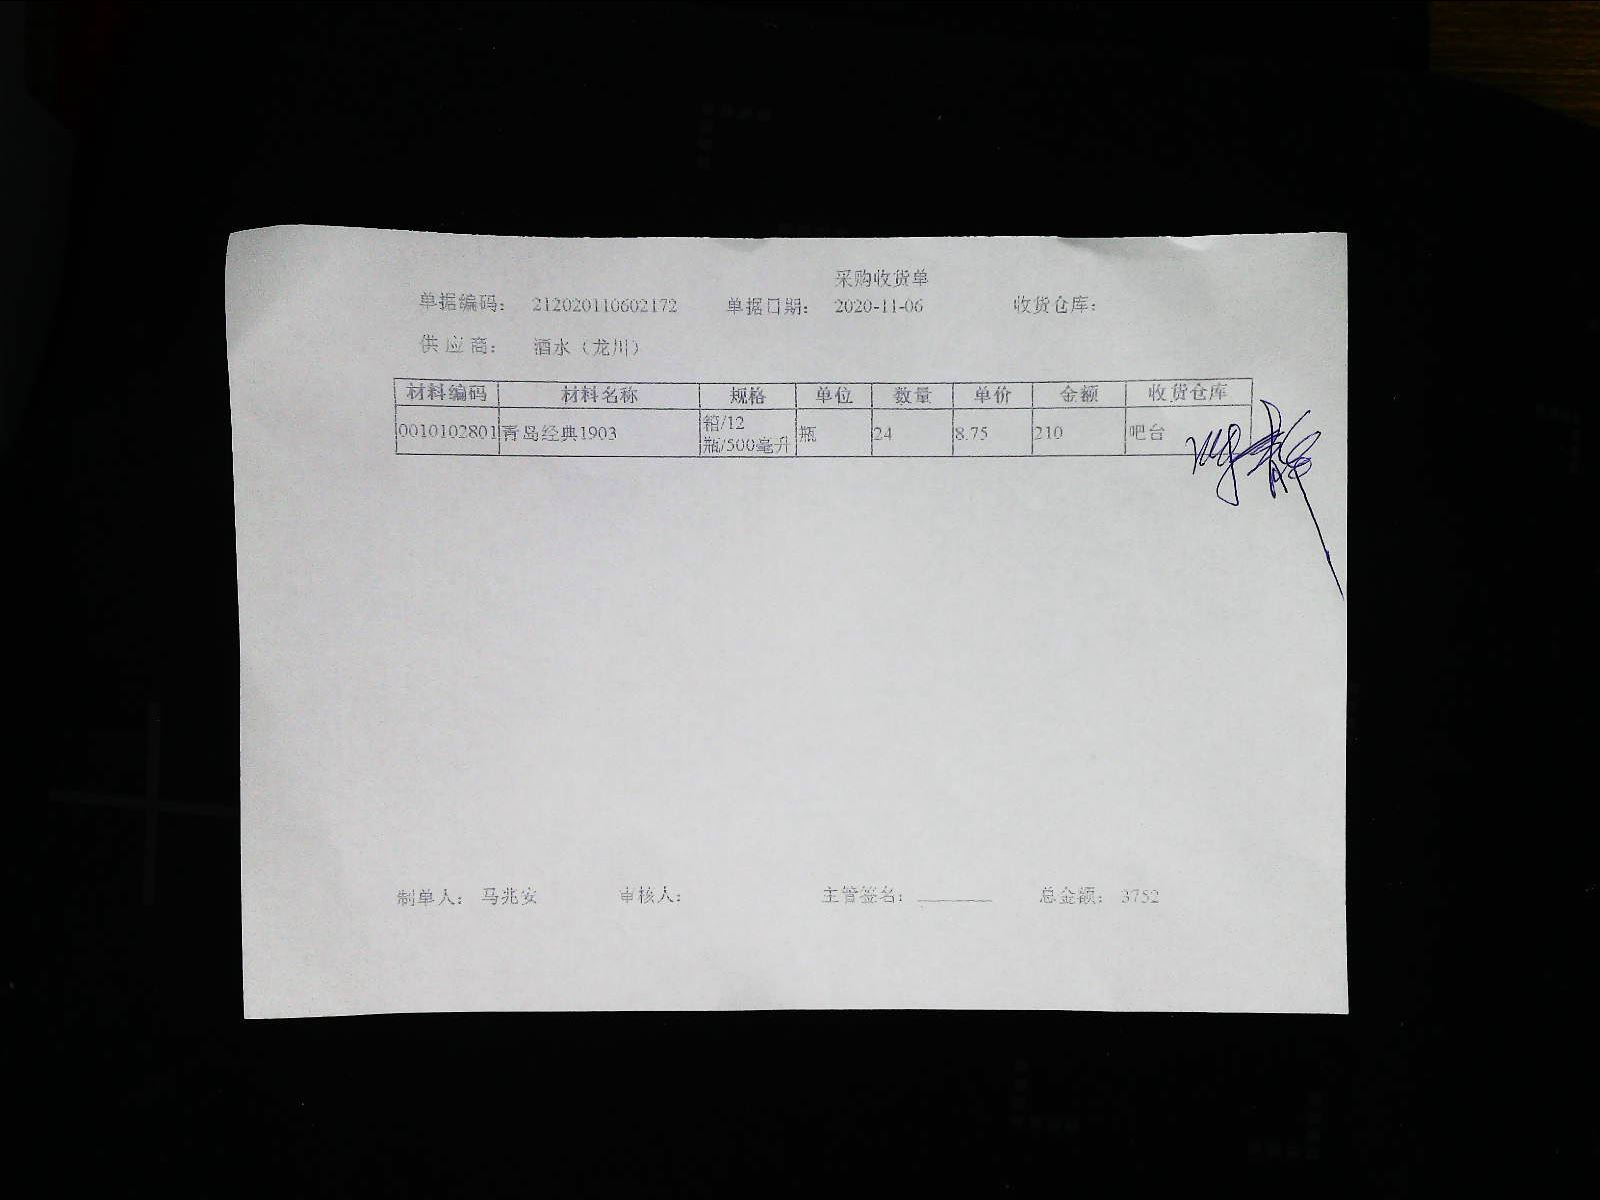 采购收货单
单据编码： 212020110602172 单据日期： 2020-11-06 收货仓库：
供应商： 酒水（龙川）
材料编码 材料名称 规格 单位 数量 单价 金额 收货仓库
0010102801 青岛经典1903 箱/12瓶/500毫升 瓶 24 8.75 210 吧台
制单人： 马兆安 审核人： 主管签名： 总金额： 3752